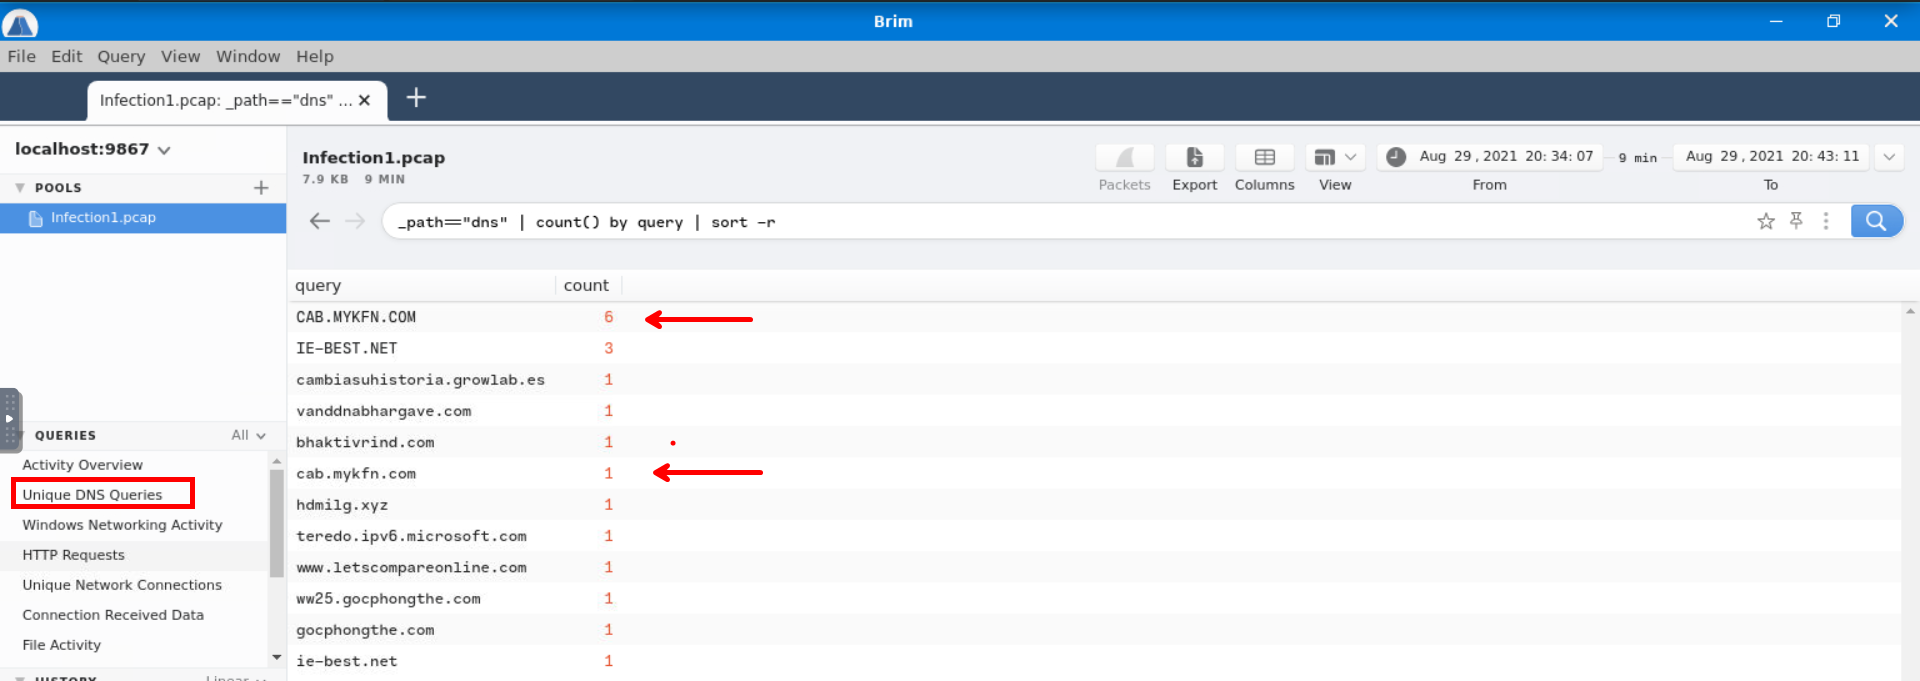 Brim
File Edit Query View Window Help
Infection1.pcap: _path=="dns" ... ×
localhost:9867
POOLS
Infection1.pcap
QUERIES All
Activity Overview
Unique DNS Queries
Windows Networking Activity
HTTP Requests
Unique Network Connections
Connection Received Data
File Activity
HISTORY Linear
Infection1.pcap
7.9 KB 9 MIN
Packets Export Columns View
Aug 29, 2021 20:34:07 9 min Aug 29, 2021 20:43:11
From To
_path=="dns" | count() by query | sort -r
query count
CAB.MYKFN.COM 6
IE-BEST.NET 3
cambiasuhistoria.growlab.es 1
vanddnabhargave.com 1
bhaktivrind.com 1
cab.mykfn.com 1
hdmilg.xyz 1
teredo.ipv6.microsoft.com 1
www.letscompareonline.com 1
ww25.gocphongthe.com 1
gocphongthe.com 1
ie-best.net 1